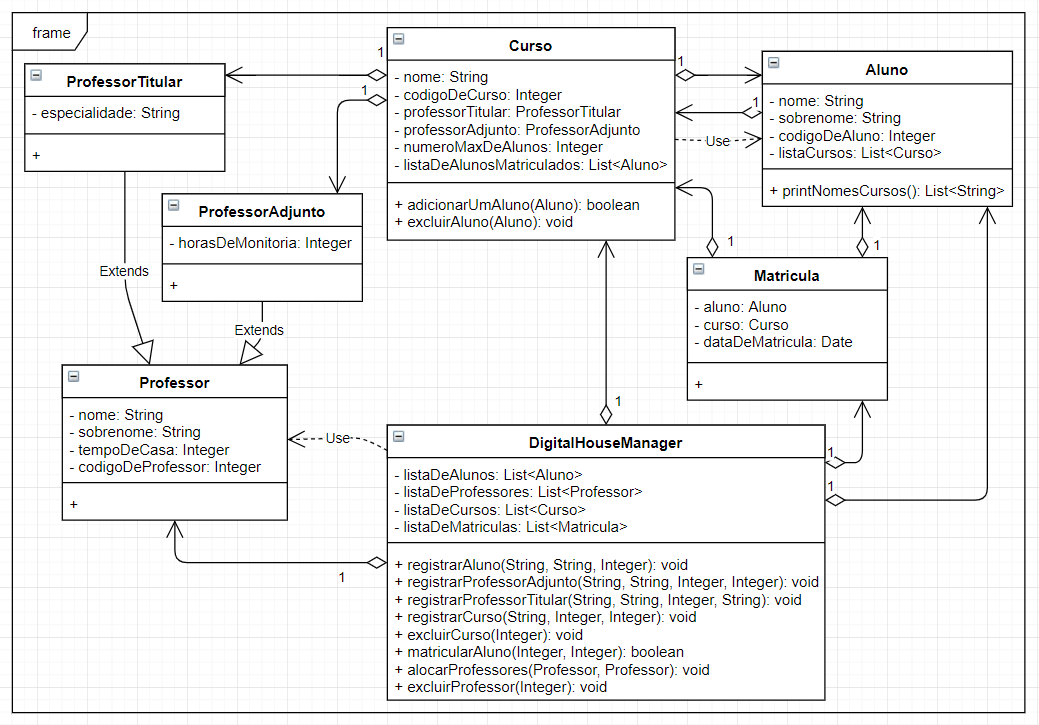 frame
ProfessorTitular
- especialidade: String
+
Curso
- nome: String
- codigoDeCurso: Integer
- professorTitular: ProfessorTitular
- professorAdjunto: ProfessorAdjunto
- numeroMaxDeAlunos: Integer
- listaDeAlunosMatriculados: List<Aluno>
+ adicionarUmAluno(Aluno): boolean
+ excluirAluno(Aluno): void
Aluno
- nome: String
- sobrenome: String
- codigoDeAluno: Integer
- listaCursos: List<Curso>
+ printNomesCursos(): List<String>
1
1
1
1
Use
ProfessorAdjunto
- horasDeMonitoria: Integer
+
Extends
Extends
1
1
Matricula
- aluno: Aluno
- curso: Curso
- dataDeMatricula: Date
+
Professor
- nome: String
- sobrenome: String
- tempoDeCasa: Integer
- codigoDeProfessor: Integer
+
Use
1
DigitalHouseManager
- listaDeAlunos: List<Aluno>
- listaDeProfessores: List<Professor>
- listaDeCursos: List<Curso>
- listaDeMatriculas: List<Matricula>
+ registrarAluno(String, String, Integer): void
+ registrarProfessorAdjunto(String, String, Integer, Integer): void
+ registrarProfessorTitular(String, String, Integer, String): void
+ registrarCurso(String, Integer, Integer): void
+ excluirCurso(Integer): void
+ matricularAluno(Integer, Integer): boolean
+ alocarProfessores(Professor, Professor): void
+ excluirProfessor(Integer): void
1
1
1